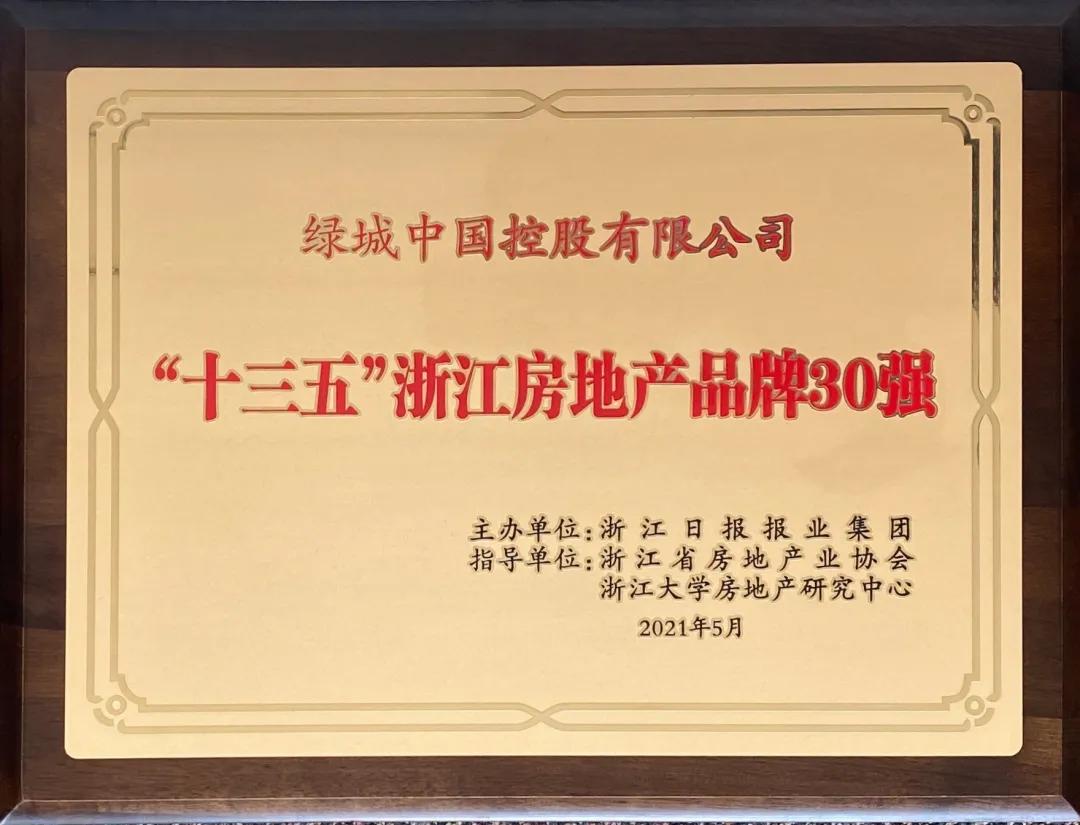 绿城中国控股有限公司
“十三五”浙江房地产品牌30强
主办单位:浙江日报报业集团
指导单位:浙江省房地产业协会
浙江大学房地产研究中心
2021年5月